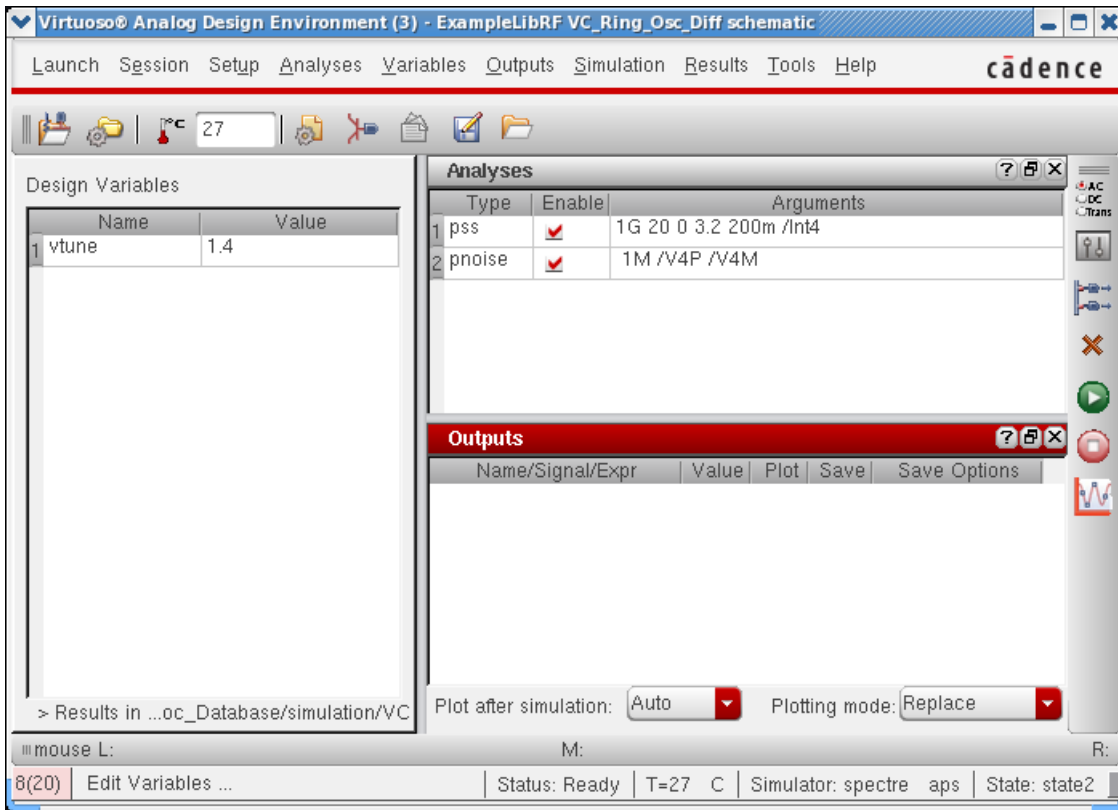 Virtuoso® Analog Design Environment (3) - ExampleLibRF VC_Ring_Osc_Diff schematic
Launch Session Setup Analyses Variables Outputs Simulation Results Tools Help cādence
°C 27
Design Variables
Name Value
1 vtune 1.4
> Results in ...oc_Database/simulation/VC
Analyses
Type Enable Arguments
1 pss 1G 20 0 3.2 200m /Int4
2 pnoise 1M /V4P /V4M
Outputs
Name/Signal/Expr Value Plot Save Save Options
Plot after simulation: Auto Plotting mode: Replace
AC
DC
Trans
mouse L: M: R:
8(20) Edit Variables ... Status: Ready T=27 C Simulator: spectre aps State: state2